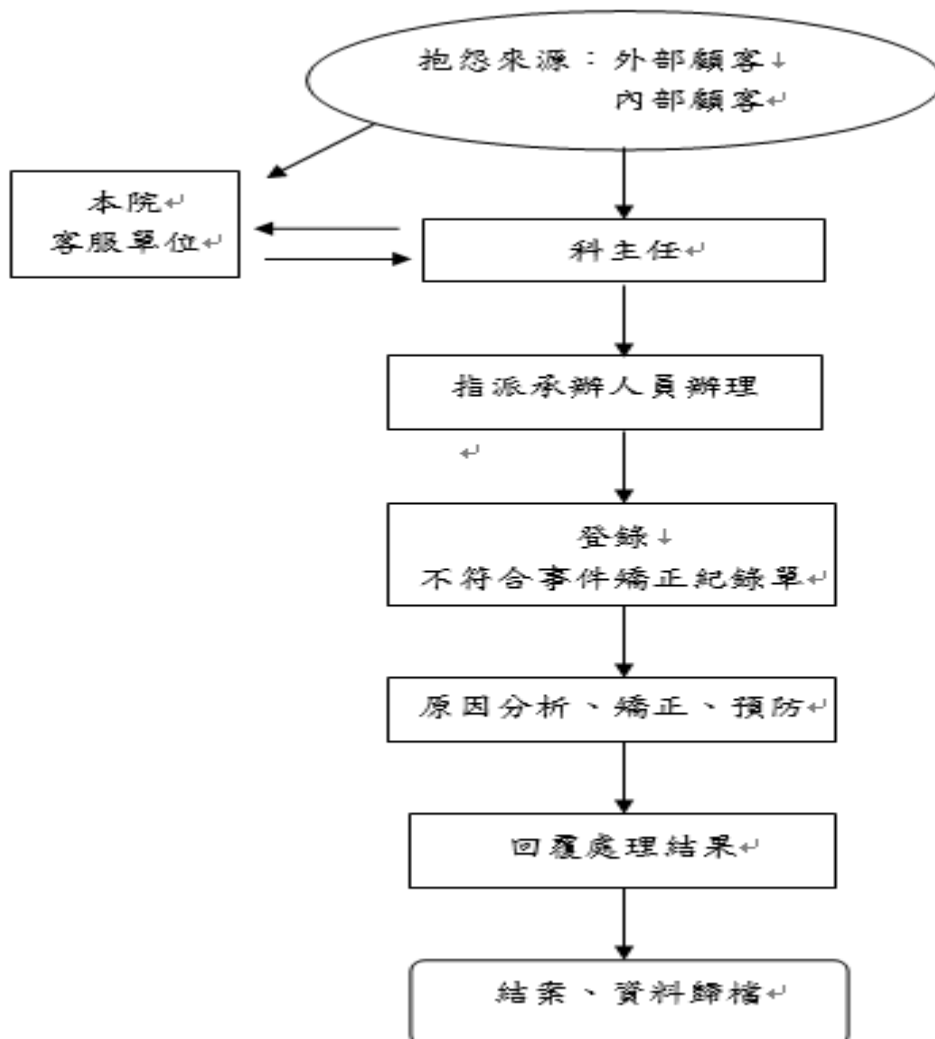 抱怨來源：外部顧客↓
內部顧客↵
本院↵
客服單位↵
科主任↵
指派承辦人員辦理
↵
登錄↓
不符合事件矯正紀錄單↵
原因分析、矯正、預防↵
回覆處理結果↵
結案、資料歸檔↵